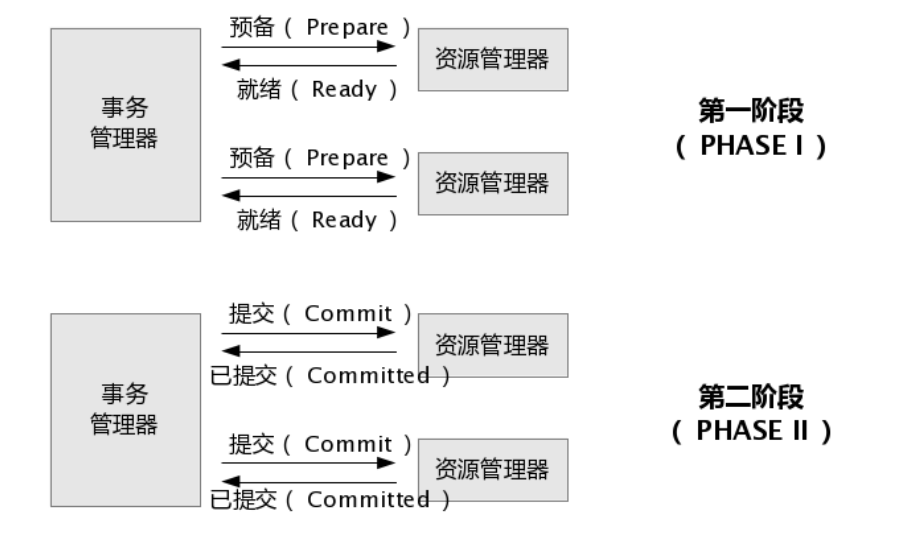 预备（ Prepare ）
资源管理器
就绪（ Ready ）
事务
管理器
第一阶段
（ PHASE I ）
预备（ Prepare ）
资源管理器
就绪（ Ready ）
提交（ Commit ）
资源管理器
已提交（ Committed ）
事务
管理器
第二阶段
（ PHASE II ）
提交（ Commit ）
资源管理器
已提交（ Committed ）